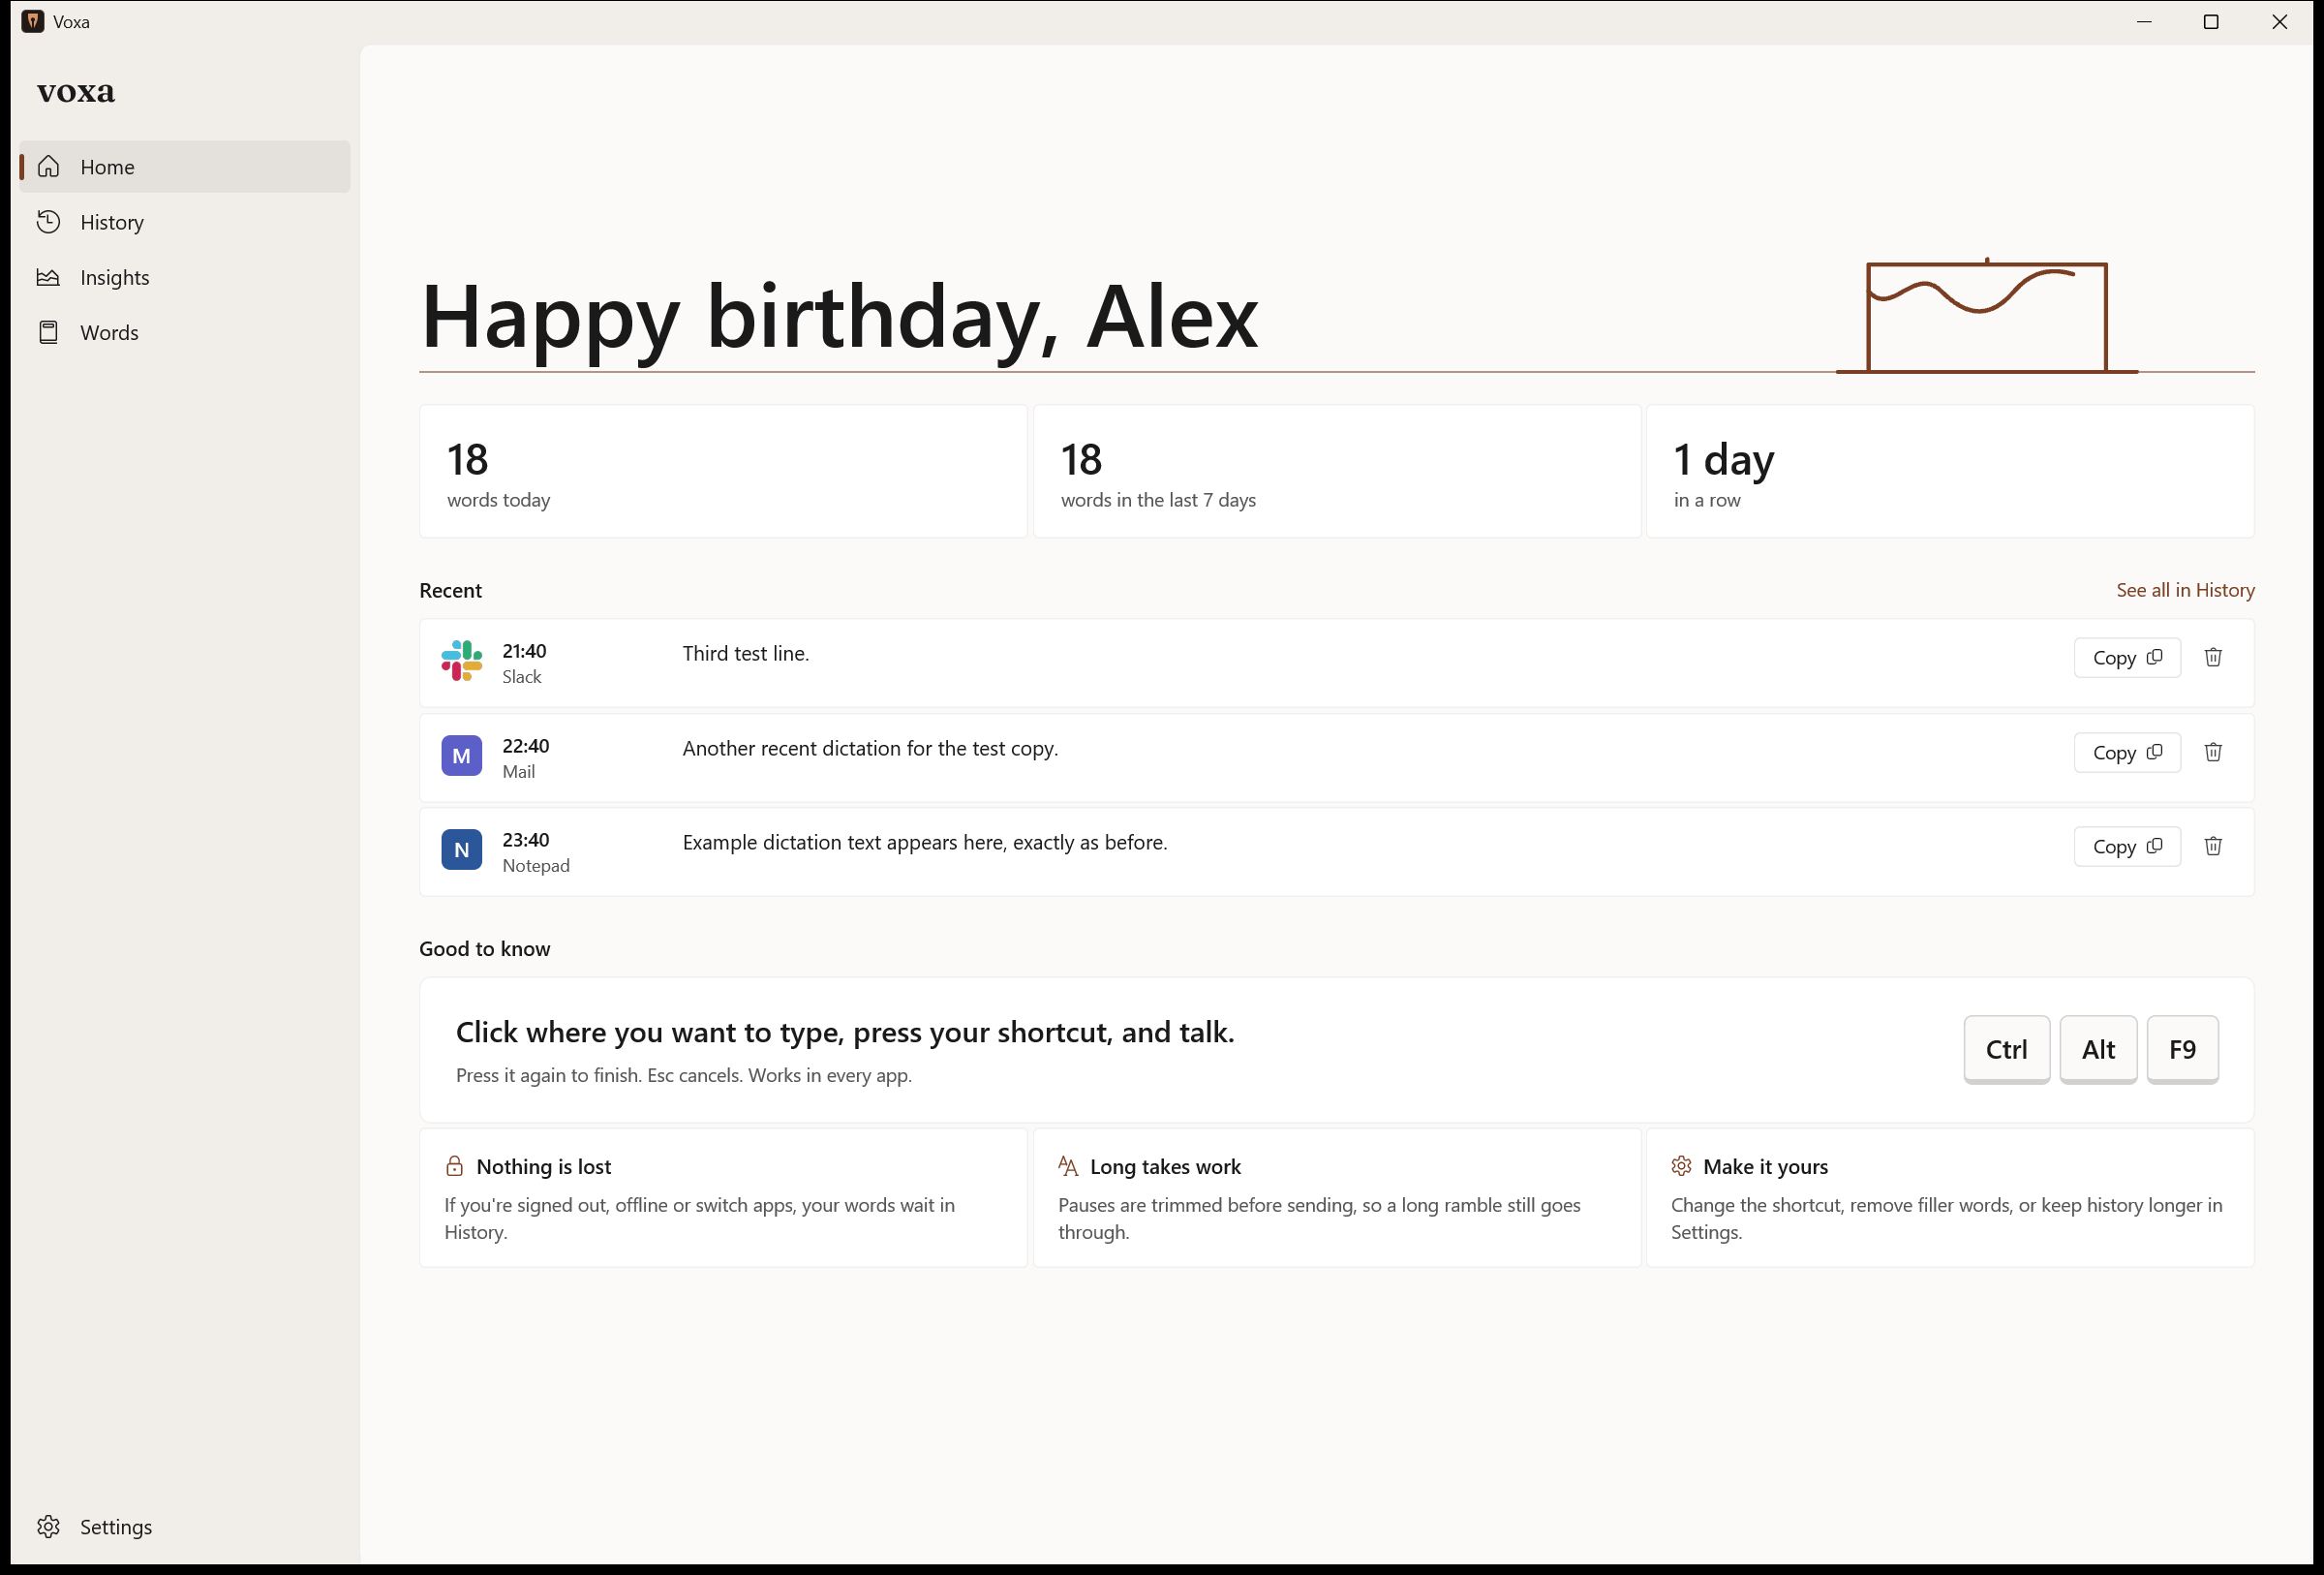 Voxa
voxa
Home
History
Insights
Words
Settings
Happy birthday, Alex
18
words today
18
words in the last 7 days
1 day
in a row
Recent
See all in History
21:40
Slack
Third test line.
Copy
M
22:40
Mail
Another recent dictation for the test copy.
Copy
N
23:40
Notepad
Example dictation text appears here, exactly as before.
Copy
Good to know
Click where you want to type, press your shortcut, and talk.
Press it again to finish. Esc cancels. Works in every app.
Ctrl Alt F9
Nothing is lost
If you're signed out, offline or switch apps, your words wait in
History.
Long takes work
Pauses are trimmed before sending, so a long ramble still goes
through.
Make it yours
Change the shortcut, remove filler words, or keep history longer in
Settings.